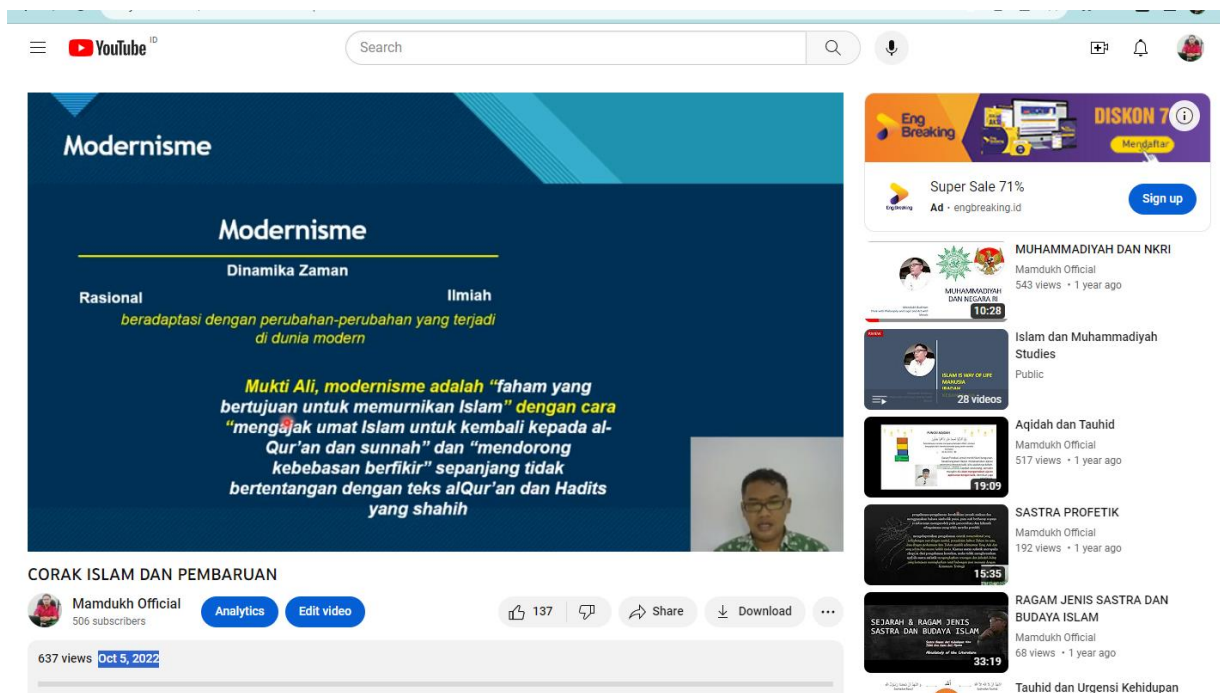 YouTube ID
Search
Modernisme
Modernisme
Dinamika Zaman
Rasional
Ilmiah
beradaptasi dengan perubahan-perubahan yang terjadi
di dunia modern
Mukti Ali, modernisme adalah “faham yang
bertujuan untuk memurnikan Islam” dengan cara
“mengajak umat Islam untuk kembali kepada al-
Qur’an dan sunnah” dan “mendorong
kebebasan berfikir” sepanjang tidak
bertentangan dengan teks alQur’an dan Hadits
yang shahih
CORAK ISLAM DAN PEMBARUAN
Mamdukh Official
506 subscribers
Analytics
Edit video
137
Share
Download
637 views Oct 5, 2022
Eng
Breaking
DISKON 7
Mendaftar
Super Sale 71%
Ad · engbreaking.id
Sign up
MUHAMMADIYAH
DAN NEGARA RI
10:28
MUHAMMADIYAH DAN NKRI
Mamdukh Official
543 views • 1 year ago
ISLAM IS WAY OF LIFE
MANUSIA
28 videos
Islam dan Muhammadiyah
Studies
Public
19:09
Aqidah dan Tauhid
Mamdukh Official
517 views • 1 year ago
15:35
SASTRA PROFETIK
Mamdukh Official
192 views • 1 year ago
SEJARAH & RAGAM JENIS
SASTRA DAN BUDAYA ISLAM
33:19
RAGAM JENIS SASTRA DAN
BUDAYA ISLAM
Mamdukh Official
68 views • 1 year ago
Tauhid dan Urgensi Kehidupan